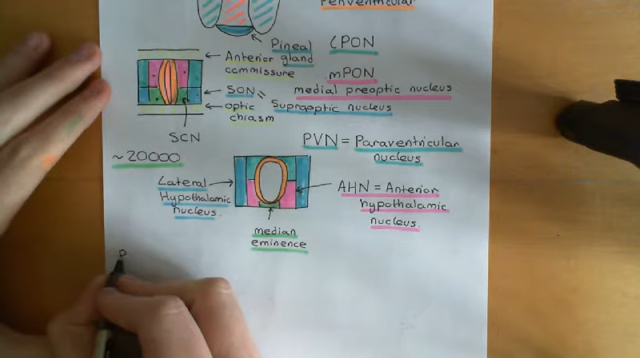 Periventricular
Pineal
gland
LPON
Anterior
commissure
mPON
medial preoptic nucleus
SON =
Supraoptic nucleus
optic
chiasm
SCN
PVN = Paraventricular
nucleus
~20000
Lateral
Hypothalamic
nucleus.
AHN = Anterior
hypothalamic
nucleus
median
eminence